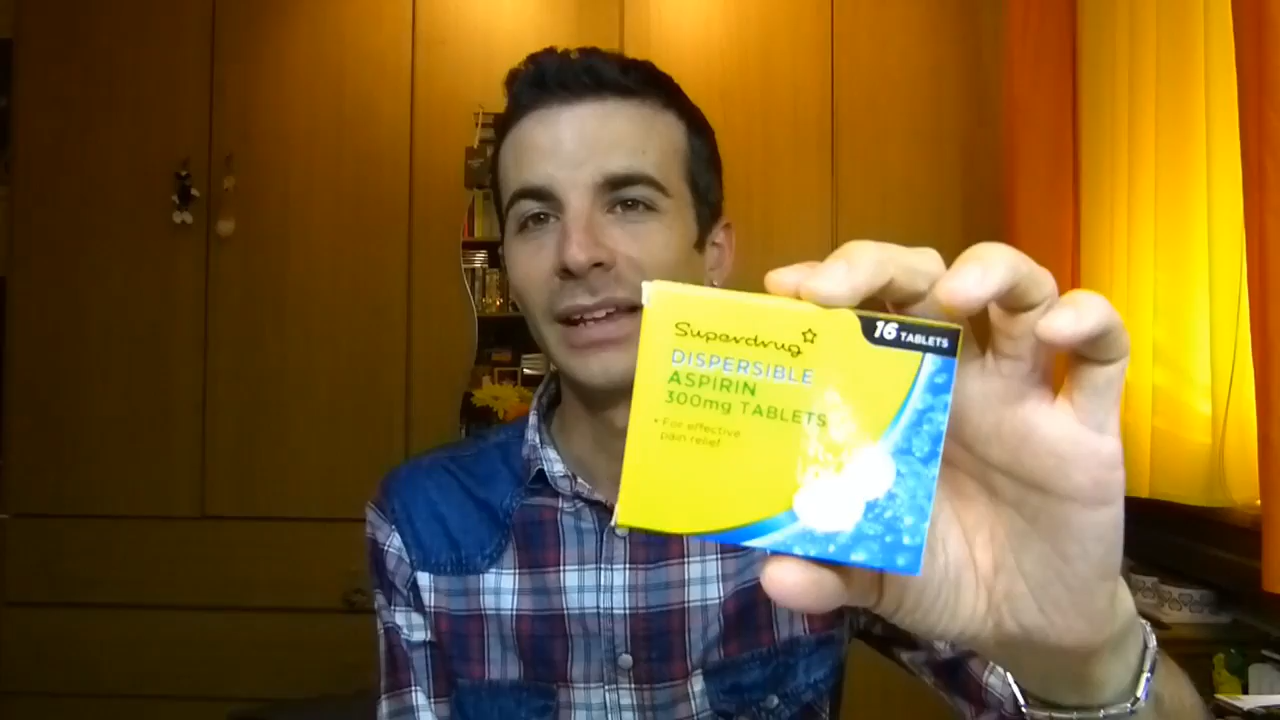 Superdrug
16 TABLETS
DISPERSIBLE
ASPIRIN
300mg TABLETS
• For effective
pain relief